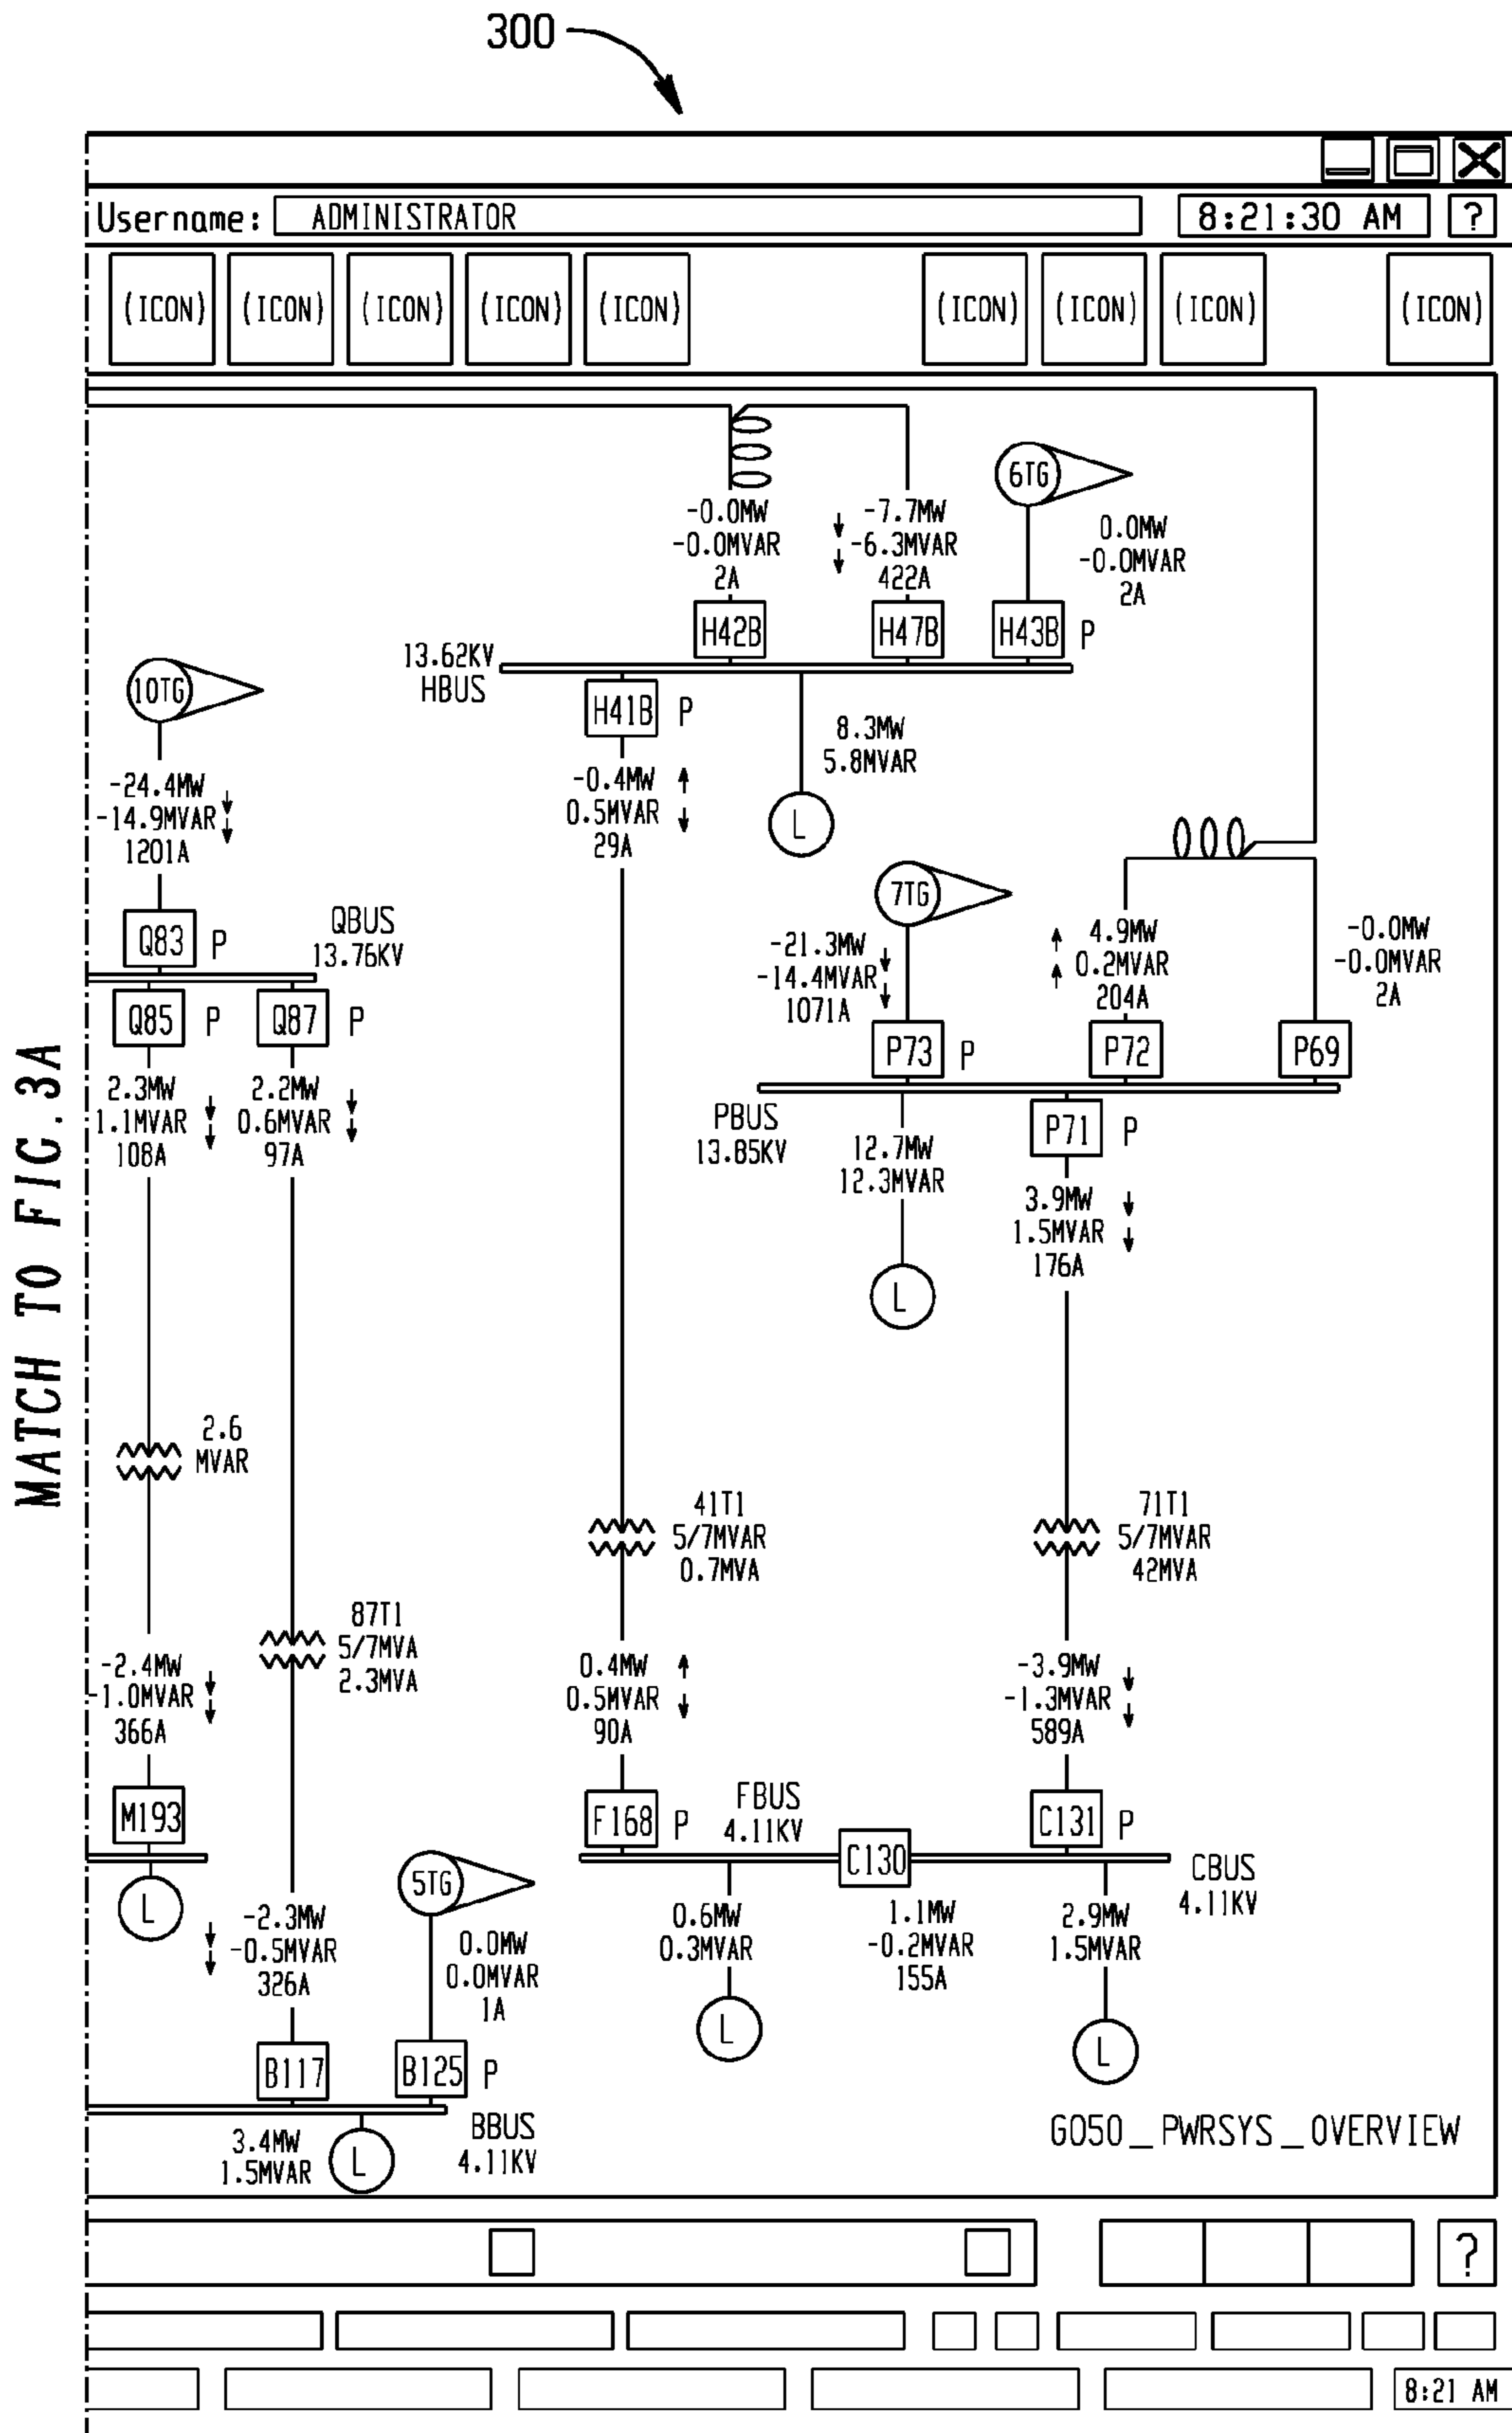 300
Username: ADMINISTRATOR 8:21:30 AM ?
(ICON) (ICON) (ICON) (ICON) (ICON) (ICON) (ICON) (ICON) (ICON)
6TG
-0.0MW
-0.0MVAR
2A
-7.7MW
-6.3MVAR
422A
0.0MW
-0.0MVAR
2A
H42B H47B H43B P
13.62KV
HBUS
H41B P
8.3MW
5.8MVAR
L
-0.4MW
0.5MVAR
29A
10TG
-24.4MW
-14.9MVAR
1201A
Q83 P
QBUS
13.76KV
Q85 P Q87 P
2.3MW
1.1MVAR
108A
2.2MW
0.6MVAR
97A
7TG
-21.3MW
-14.4MVAR
1071A
4.9MW
0.2MVAR
204A
-0.0MW
-0.0MVAR
2A
P73 P P72 P69
PBUS
13.85KV
12.7MW
12.3MVAR
L
P71 P
3.9MW
1.5MVAR
176A
MATCH TO FIG. 3A
2.6
MVAR
41T1
5/7MVAR
0.7MVA
71T1
5/7MVAR
42MVA
87T1
5/7MVA
2.3MVA
-2.4MW
-1.0MVAR
366A
0.4MW
0.5MVAR
90A
-3.9MW
-1.3MVAR
589A
M193
L
F168 P
FBUS
4.11KV
C130
C131 P
CBUS
4.11KV
5TG
-2.3MW
-0.5MVAR
326A
0.0MW
0.0MVAR
1A
0.6MW
0.3MVAR
L
1.1MW
-0.2MVAR
155A
2.9MW
1.5MVAR
L
B117 B125 P
BBUS
4.11KV
3.4MW
1.5MVAR
L
GO50_PWRSYS_OVERVIEW
?
8:21 AM